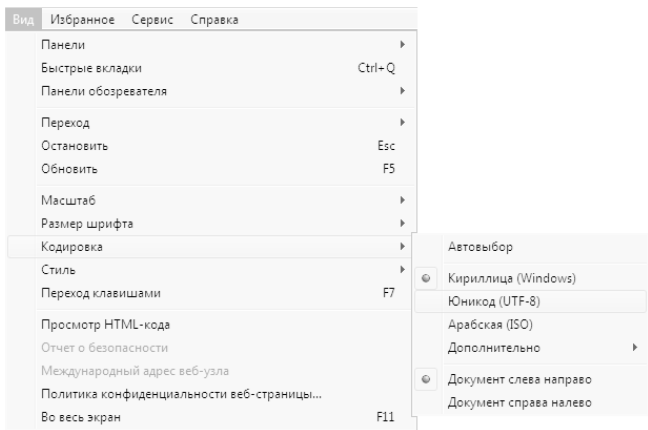 Вид Избранное Сервис Справка
Панели
Быстрые вкладки Ctrl+Q
Панели обозревателя
Переход
Остановить Esc
Обновить F5
Масштаб
Размер шрифта
Кодировка
Стиль
Переход клавишами F7
Просмотр HTML-кода
Отчет о безопасности
Международный адрес веб-узла
Политика конфиденциальности веб-страницы...
Во весь экран F11
Автовыбор
Кириллица (Windows)
Юникод (UTF-8)
Арабская (ISO)
Дополнительно
Документ слева направо
Документ справа налево